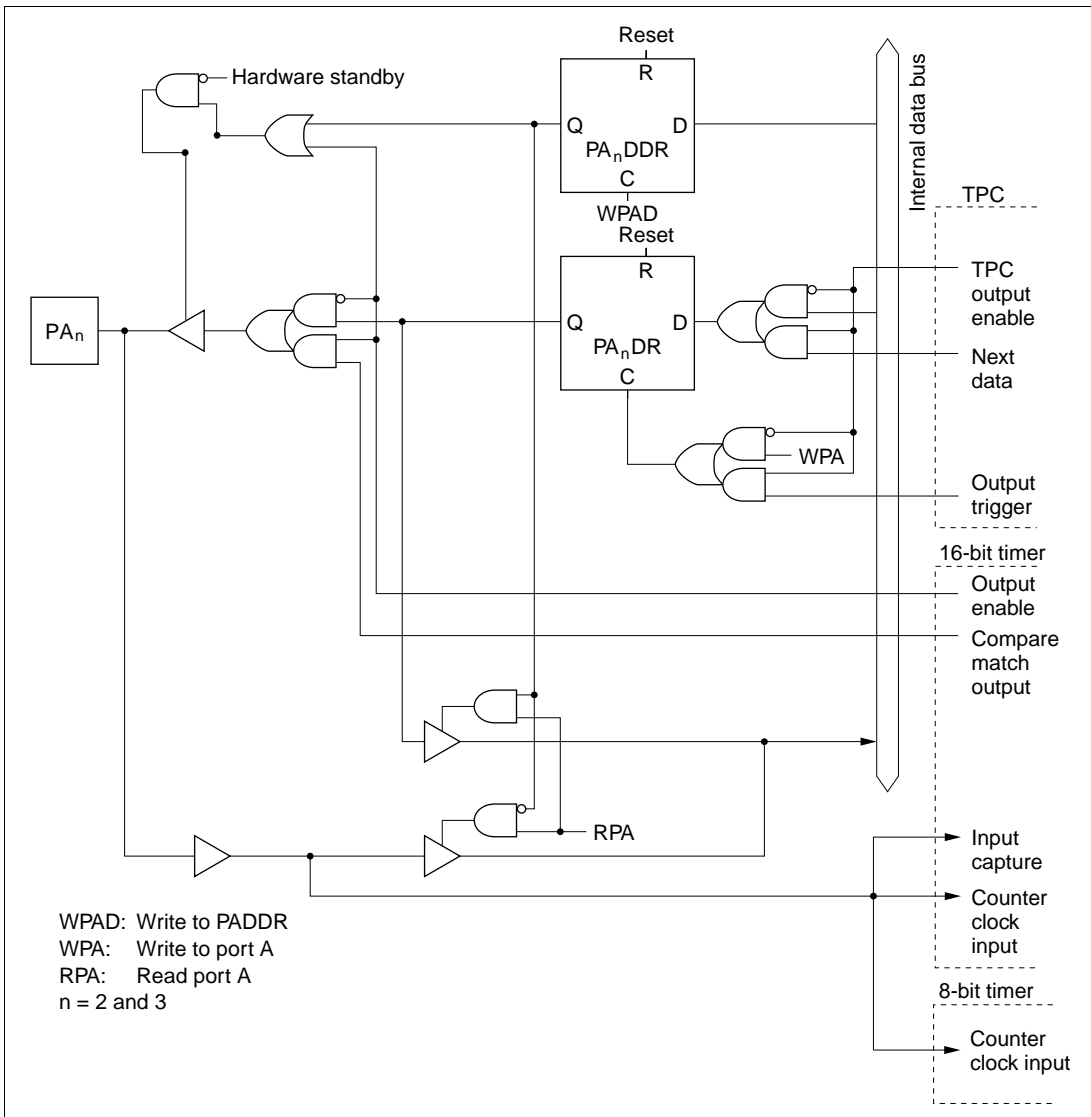 Reset
R
Hardware standby
Q
D
PAnDDR
C
WPAD
Internal data bus
TPC
Reset
R
TPC
output
enable
PAn
Q
D
PAnDR
C
Next
data
WPA
Output
trigger
16-bit timer
Output
enable
Compare
match
output
RPA
Input
capture
Counter
clock
input
WPAD: Write to PADDR
WPA: Write to port A
RPA: Read port A
n = 2 and 3
8-bit timer
Counter
clock input